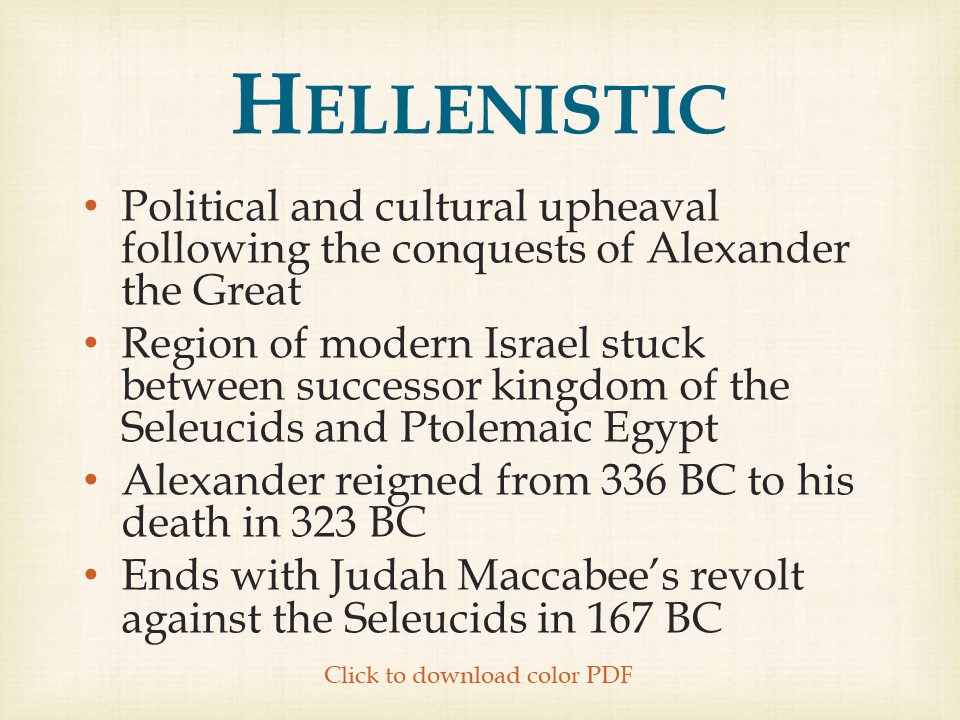 HELLENISTIC
• Political and cultural upheaval
following the conquests of Alexander
the Great
• Region of modern Israel stuck
between successor kingdom of the
Seleucids and Ptolemaic Egypt
• Alexander reigned from 336 BC to his
death in 323 BC
• Ends with Judah Maccabee’s revolt
against the Seleucids in 167 BC
Click to download color PDF